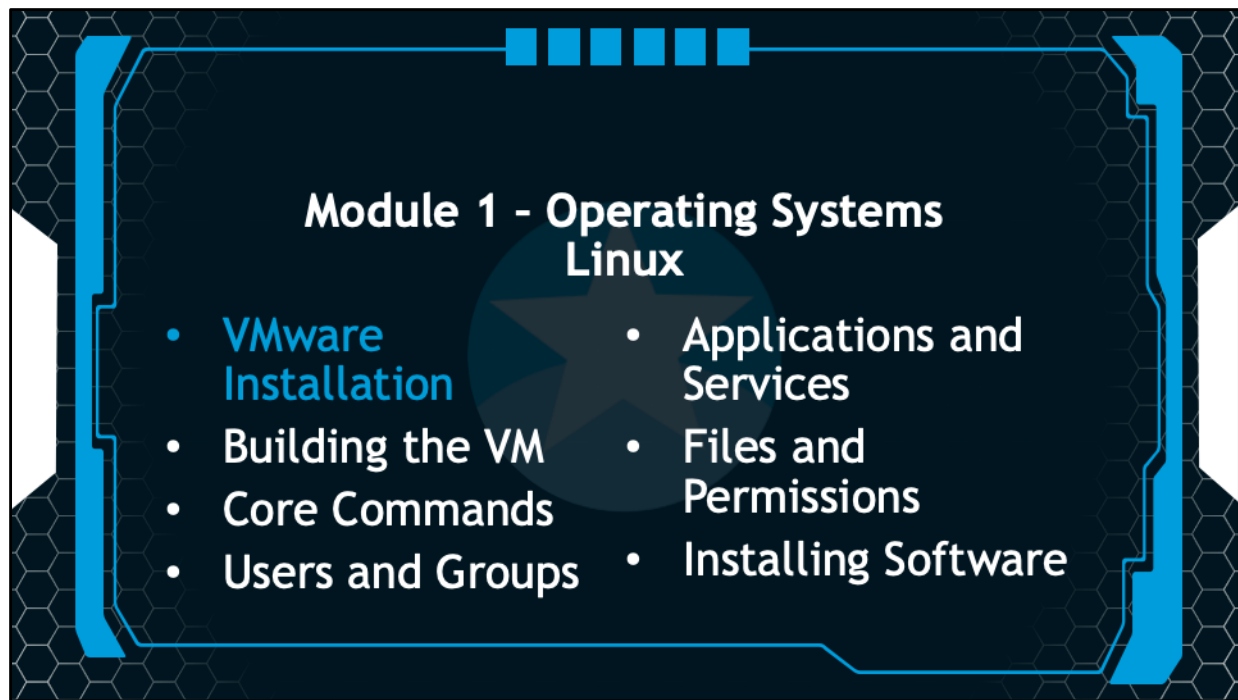 Module 1 – Operating Systems
Linux
• VMware
Installation
• Building the VM
• Core Commands
• Users and Groups
• Applications and
Services
• Files and
Permissions
• Installing Software